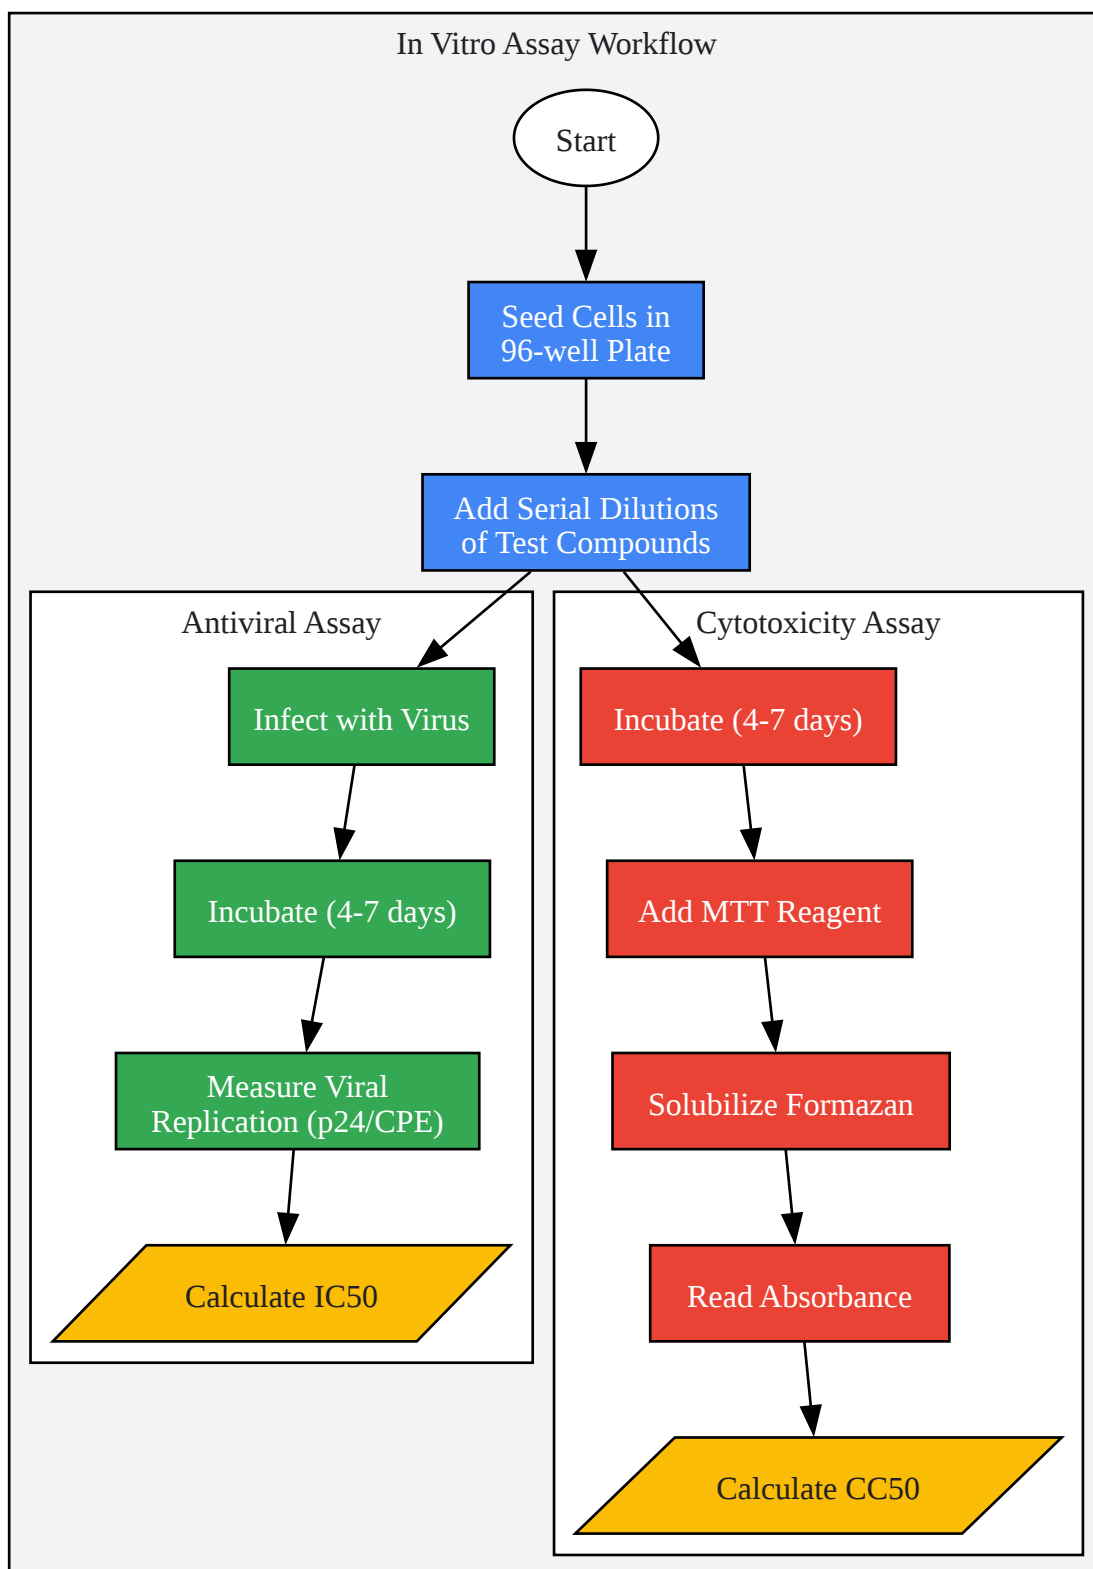 In Vitro Assay Workflow
Start
Seed Cells in
96-well Plate
Add Serial Dilutions
of Test Compounds
Antiviral Assay
Infect with Virus
Incubate (4-7 days)
Measure Viral
Replication (p24/CPE)
Calculate IC50
Cytotoxicity Assay
Incubate (4-7 days)
Add MTT Reagent
Solubilize Formazan
Read Absorbance
Calculate CC50